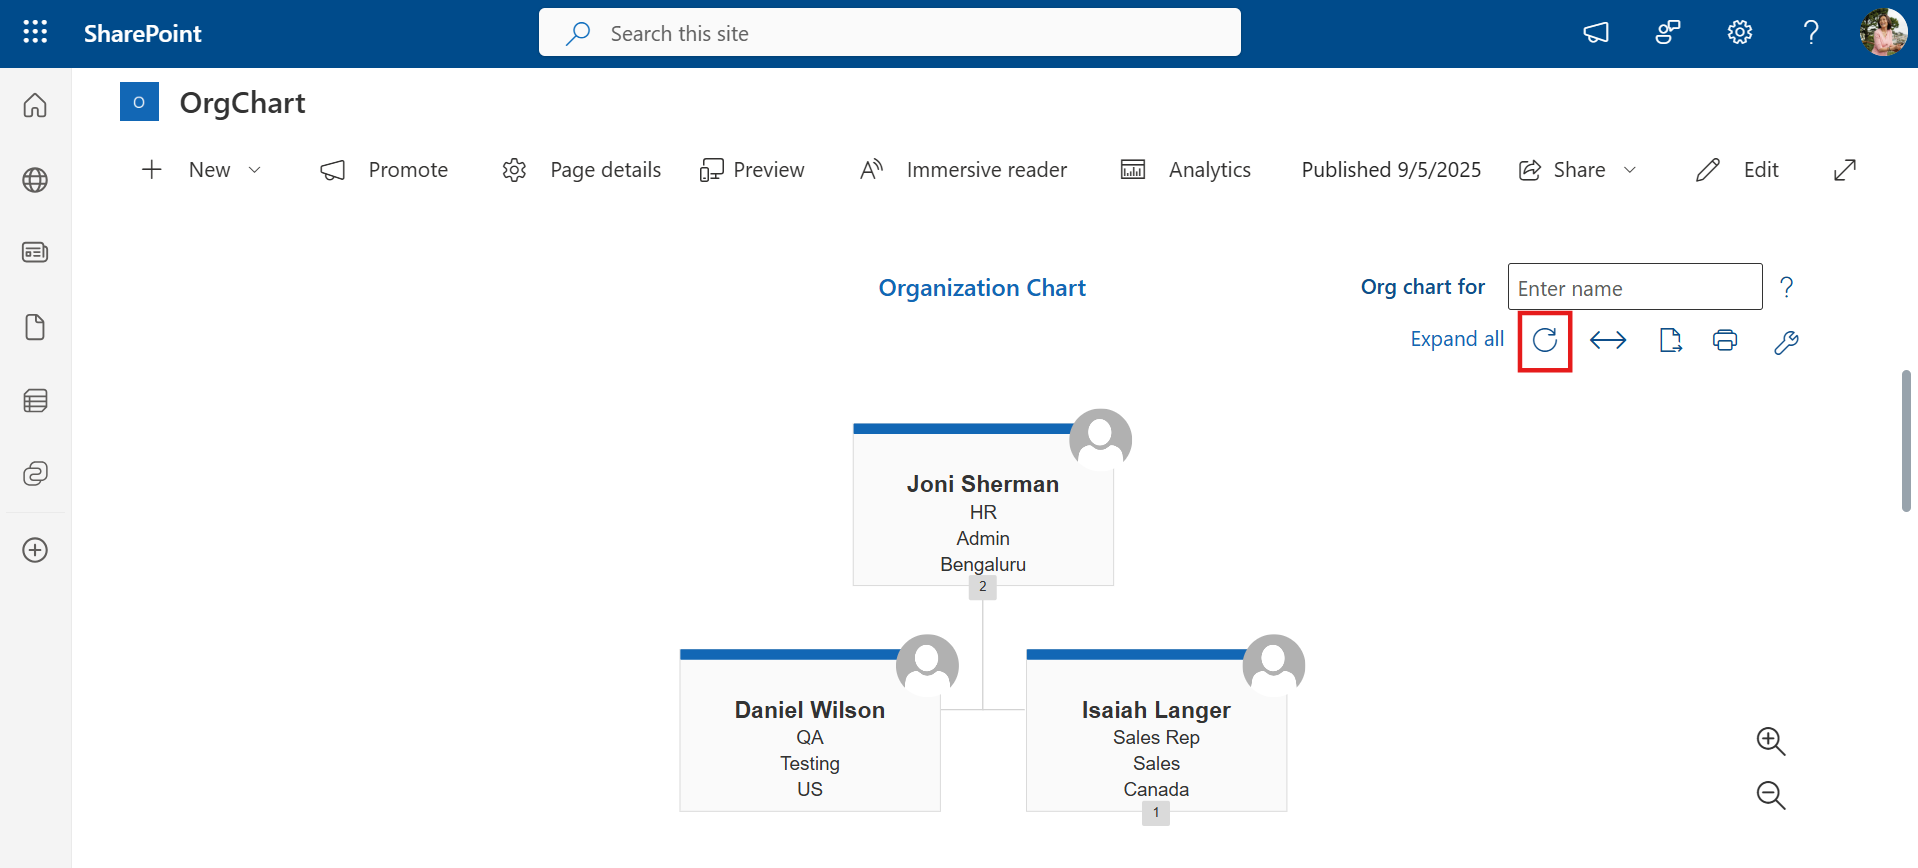 SharePoint
Search this site
?
O
OrgChart
New
Promote
Page details
Preview
Immersive reader
Analytics
Published 9/5/2025
Share
Edit
Organization Chart
Org chart for
Enter name
?
Expand all
Joni Sherman
HR
Admin
Bengaluru
2
Daniel Wilson
QA
Testing
US
Isaiah Langer
Sales Rep
Sales
Canada
1